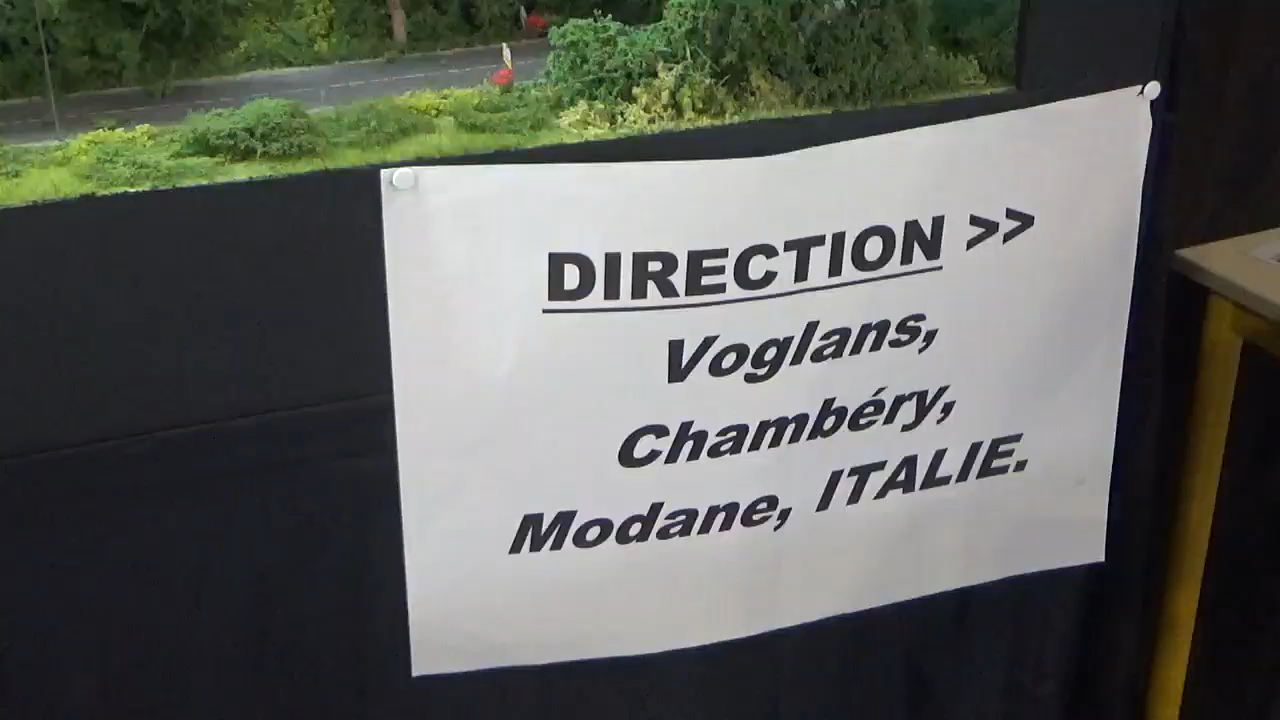 DIRECTION >>
Voglans,
Chambéry,
Modane, ITALIE.